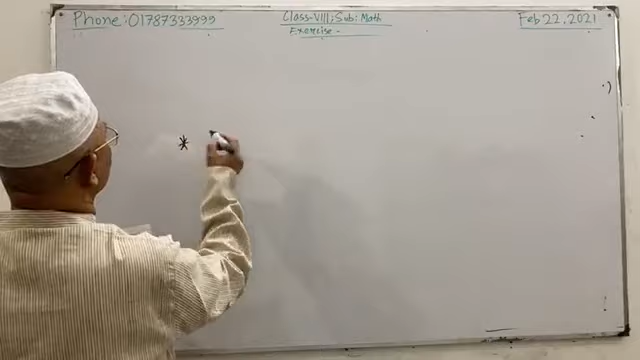 Phone: 01787333999
Class-VIII; Sub: Math
Exercise -
Feb 22, 2021
*